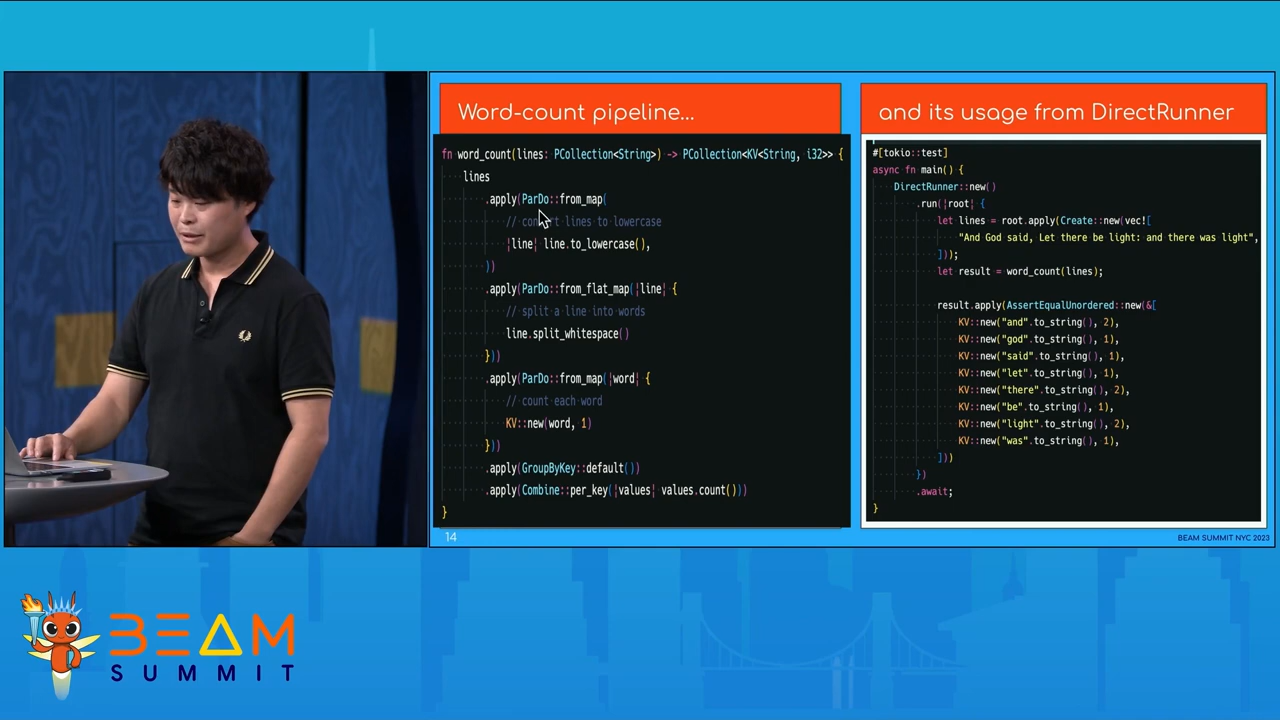 Word-count pipeline...
fn word_count(lines: PCollection<String>) -> PCollection<KV<String, i32>> {
lines
.apply(ParDo::from_map(
// convert lines to lowercase
|line| line.to_lowercase(),
))
.apply(ParDo::from_flat_map(|line| {
// split a line into words
line.split_whitespace()
}))
.apply(ParDo::from_map(|word| {
// count each word
KV::new(word, 1)
}))
.apply(GroupByKey::default())
.apply(Combine::per_key(|values| values.count()))
}
14
and its usage from DirectRunner
#[tokio::test]
async fn main() {
DirectRunner::new()
.run(|root| {
let lines = root.apply(Create::new(vec![
"And God said, Let there be light: and there was light",
]));
let result = word_count(lines);
result.apply(AssertEqualUnordered::new(&[
KV::new("and".to_string(), 2),
KV::new("god".to_string(), 1),
KV::new("said".to_string(), 1),
KV::new("let".to_string(), 1),
KV::new("there".to_string(), 2),
KV::new("be".to_string(), 1),
KV::new("light".to_string(), 2),
KV::new("was".to_string(), 1),
]))
})
.await;
}
BEAM SUMMIT NYC 2023
BEAM
SUMMIT